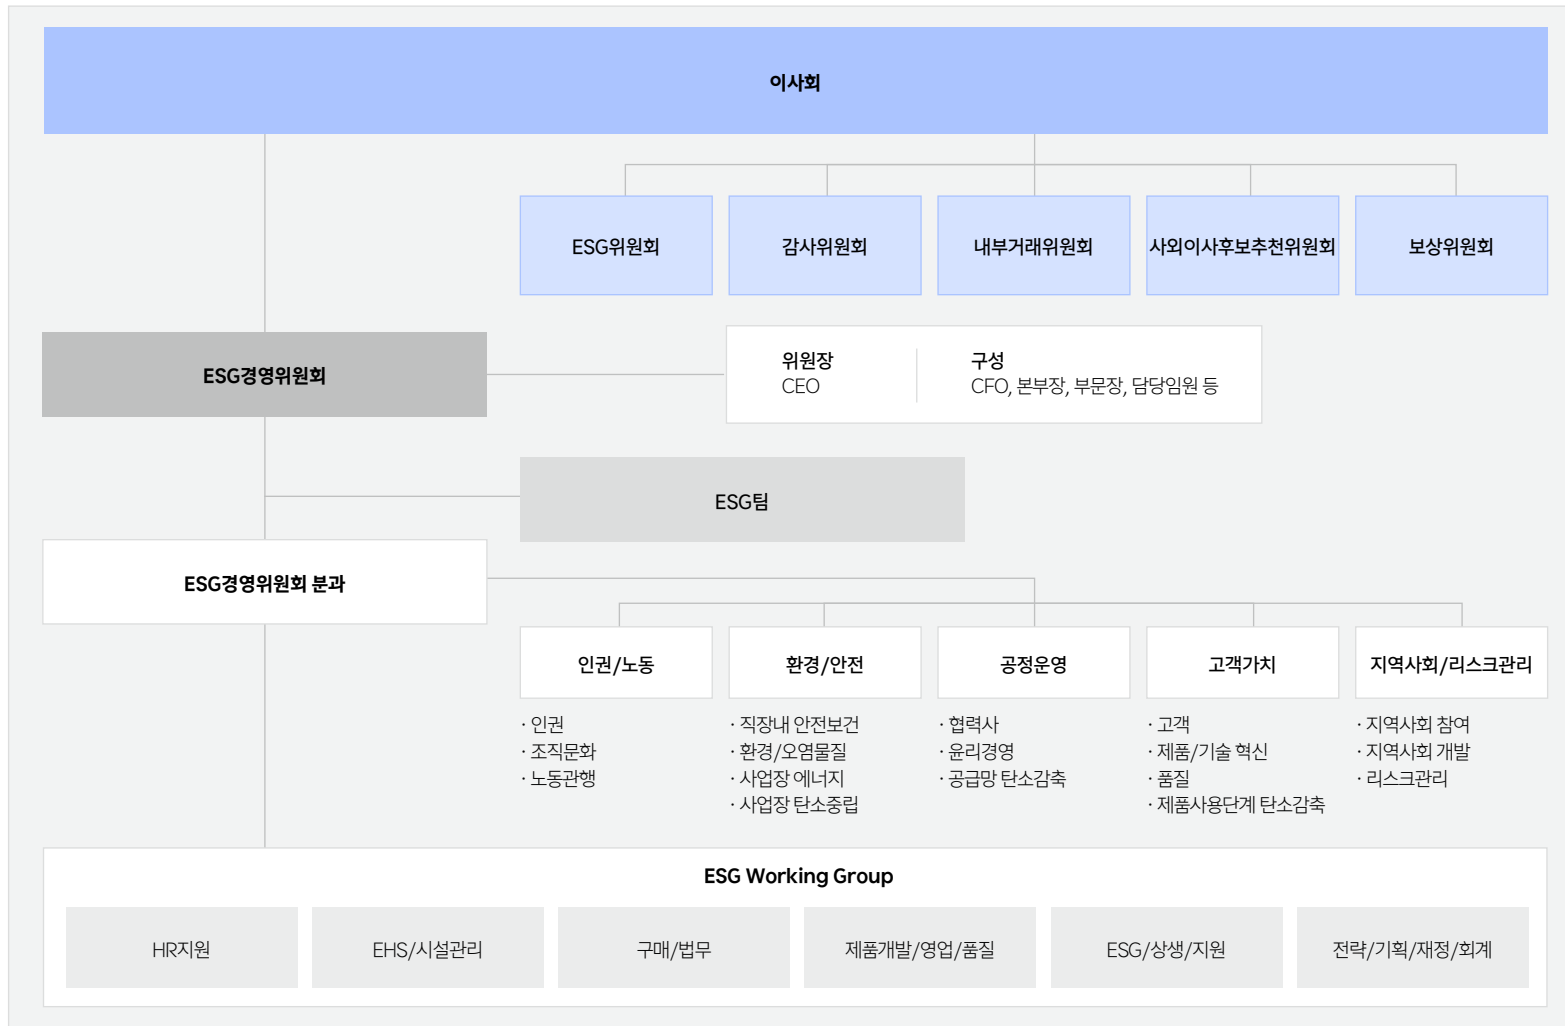 이사회
ESG위원회
감사위원회
내부거래위원회
사외이사후보추천위원회
보상위원회
ESG경영위원회
위원장
CEO
구성
CFO, 본부장, 부문장, 담당임원 등
ESG팀
ESG경영위원회 분과
인권/노동
· 인권
· 조직문화
· 노동관행
환경/안전
· 직장내 안전보건
· 환경/오염물질
· 사업장 에너지
· 사업장 탄소중립
공정운영
· 협력사
· 윤리경영
· 공급망 탄소감축
고객가치
· 고객
· 제품/기술 혁신
· 품질
· 제품사용단계 탄소감축
지역사회/리스크관리
· 지역사회 참여
· 지역사회 개발
· 리스크관리
ESG Working Group
HR지원
EHS/시설관리
구매/법무
제품개발/영업/품질
ESG/상생/지원
전략/기획/재정/회계